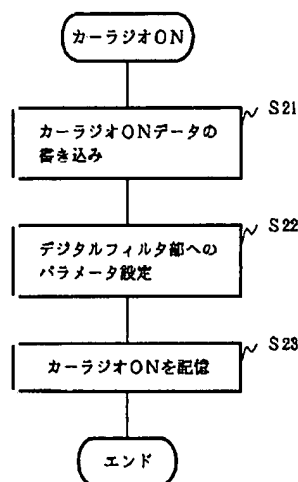 カーラジオON
S21
カーラジオONデータの
書き込み
S22
デジタルフィルタ部への
パラメータ設定
S23
カーラジオONを記憶
エンド